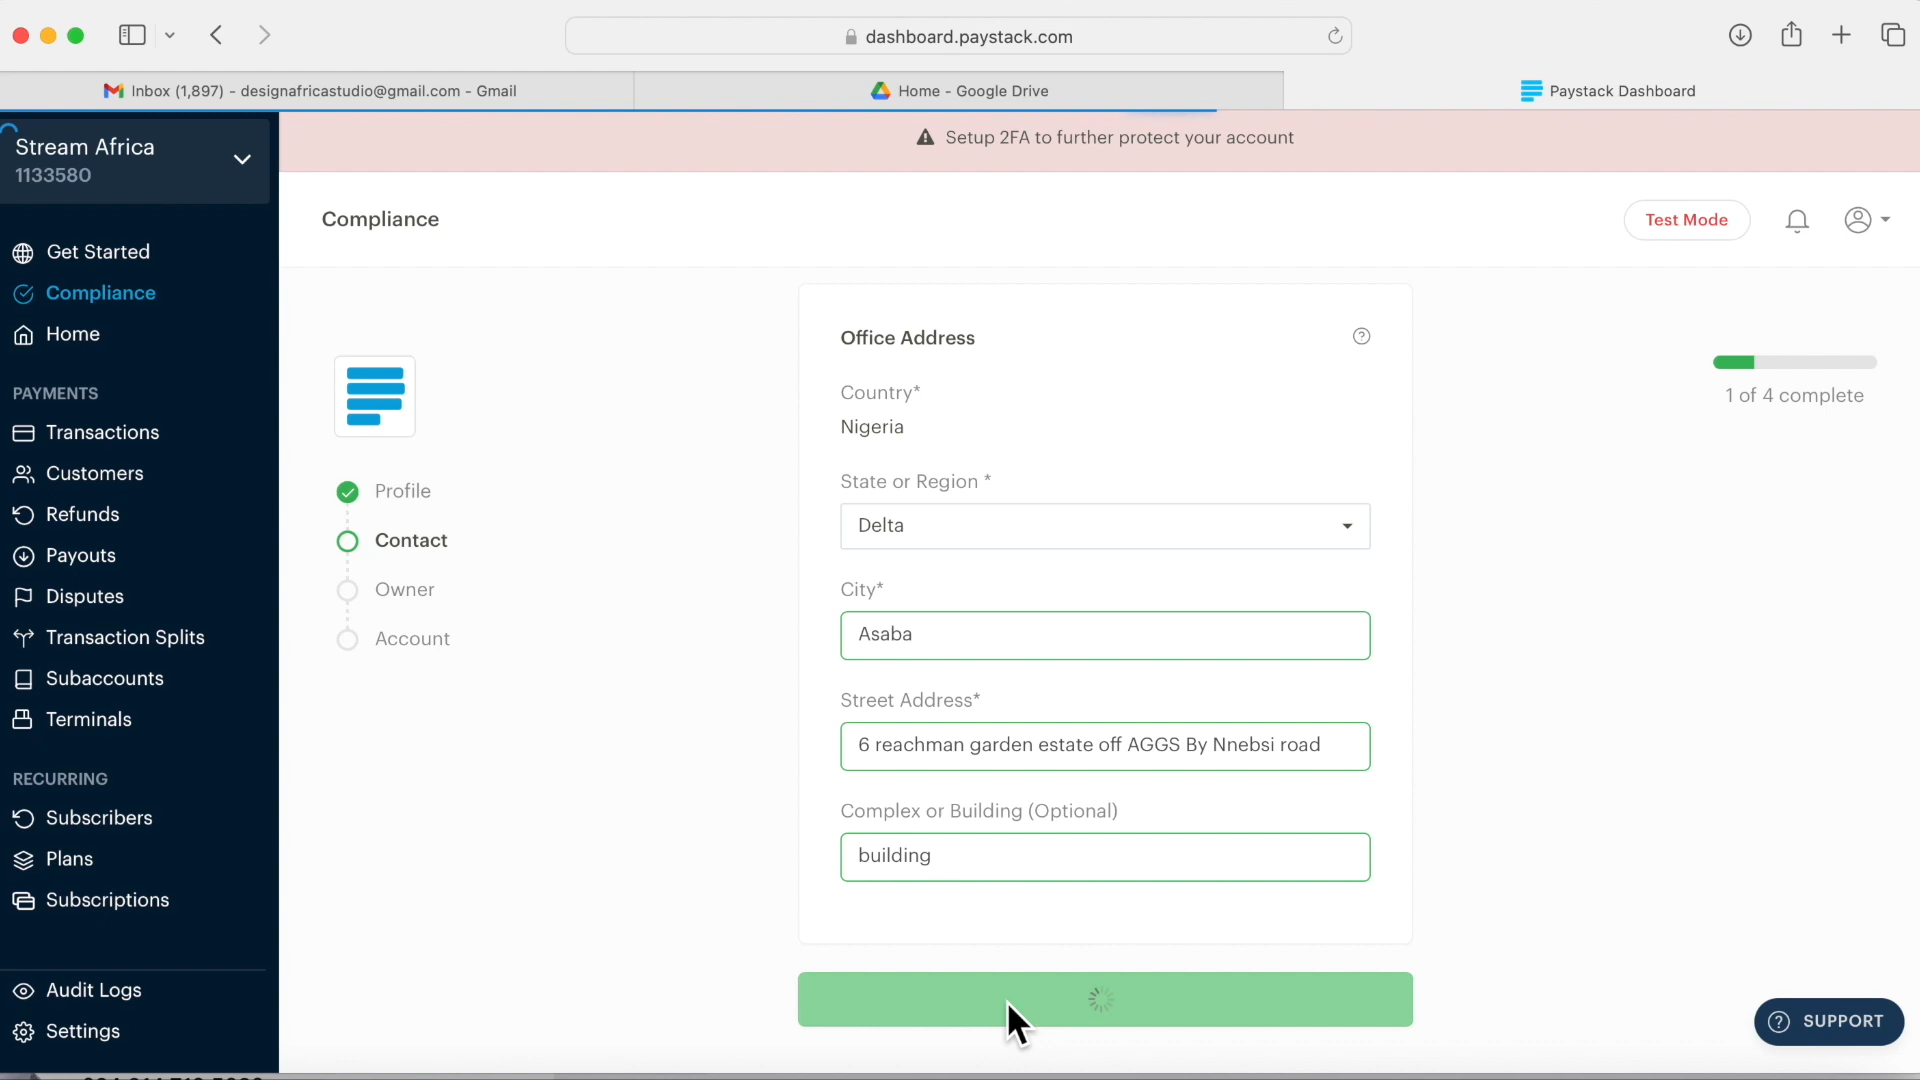 dashboard.paystack.com
Inbox (1,897) - designafricastudio@gmail.com - Gmail
Home - Google Drive
Paystack Dashboard
Stream Africa
1133580
Setup 2FA to further protect your account
Compliance
Test Mode
Get Started
Compliance
Home
PAYMENTS
Transactions
Customers
Refunds
Payouts
Disputes
Transaction Splits
Subaccounts
Terminals
RECURRING
Subscribers
Plans
Subscriptions
Audit Logs
Settings
Profile
Contact
Owner
Account
Office Address
Country*
Nigeria
State or Region *
Delta
City*
Asaba
Street Address*
6 reachman garden estate off AGGS By Nnebsi road
Complex or Building (Optional)
building
1 of 4 complete
SUPPORT